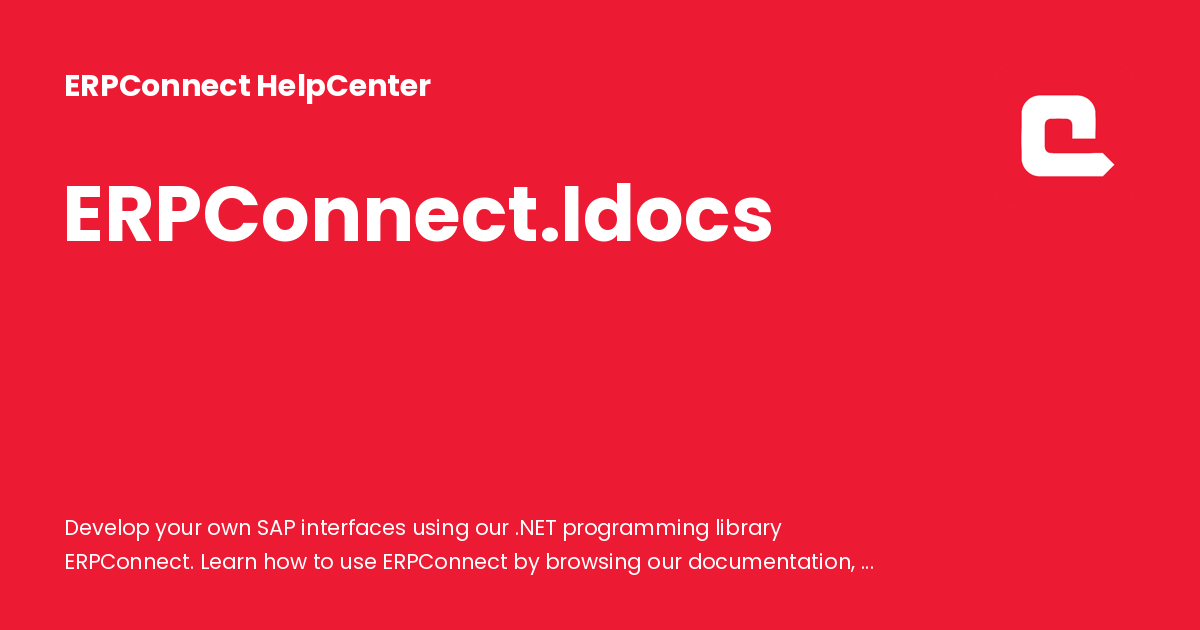 ERPConnect HelpCenter
ERPConnect.Idocs
Develop your own SAP interfaces using our .NET programming library
ERPConnect. Learn how to use ERPConnect by browsing our documentation, ...